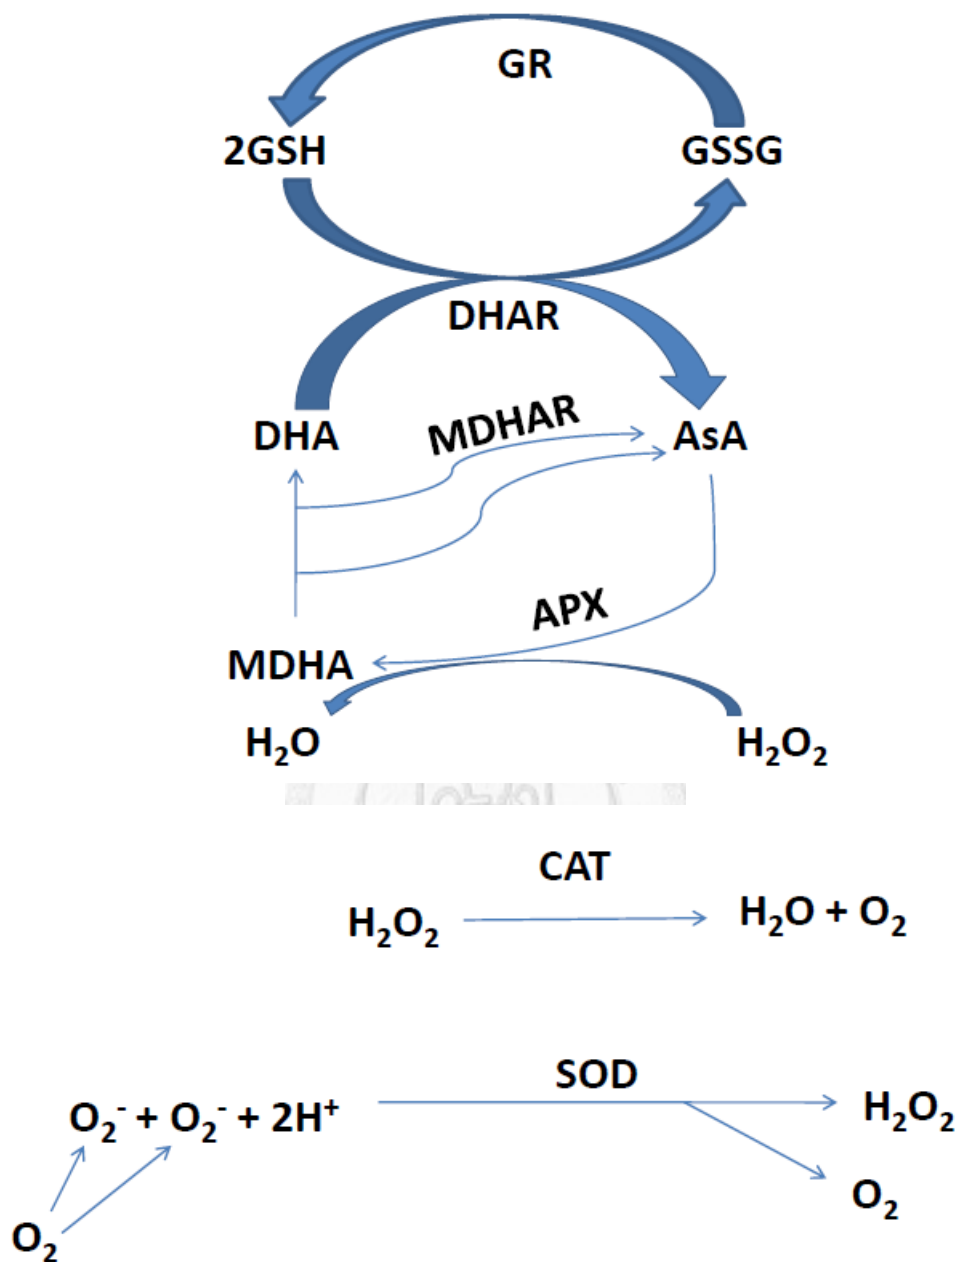 GR
2GSH GSSG
DHAR
DHA MDHAR AsA
APX
MDHA
H₂O H₂O₂
CAT
H₂O₂ H₂O + O₂
SOD
O₂⁻ + O₂⁻ + 2H⁺ H₂O₂
O₂
O₂